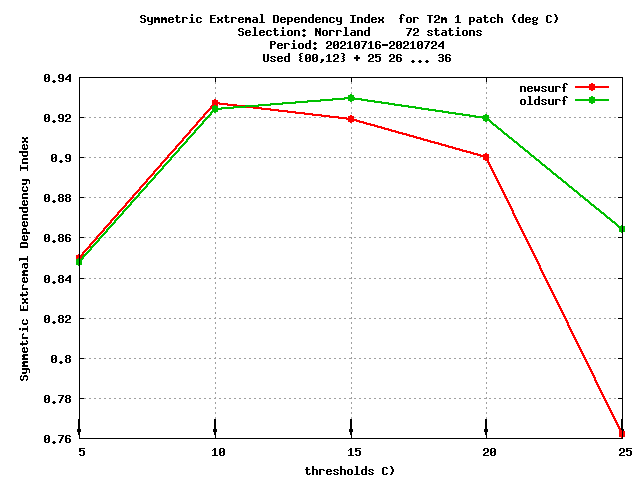 Symmetric Extremal Dependency Index  for T2m 1 patch (deg C)
Selection: Norrland     72 stations
Period: 20210716-20210724
Used {00,12} + 25 26 ... 36
newsurf
oldsurf
0.94
0.92
0.9
0.88
0.86
0.84
0.82
0.8
0.78
0.76
Symmetric Extremal Dependency Index
5 10 15 20 25
thresholds C)